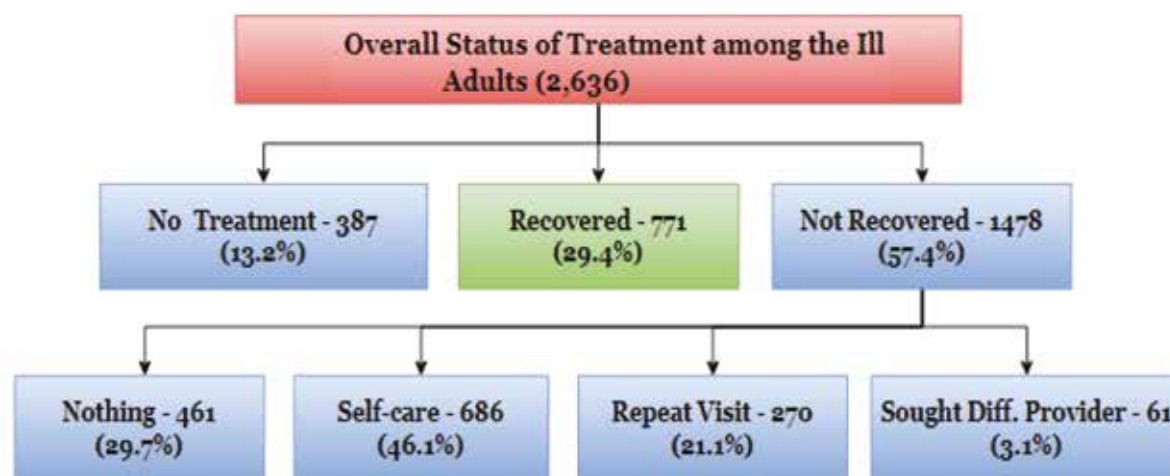 Overall Status of Treatment among the Ill
Adults (2,636)
No Treatment - 387
(13.2%)
Recovered - 771
(29.4%)
Not Recovered - 1478
(57.4%)
Nothing - 461
(29.7%)
Self-care - 686
(46.1%)
Repeat Visit - 270
(21.1%)
Sought Diff. Provider - 61
(3.1%)